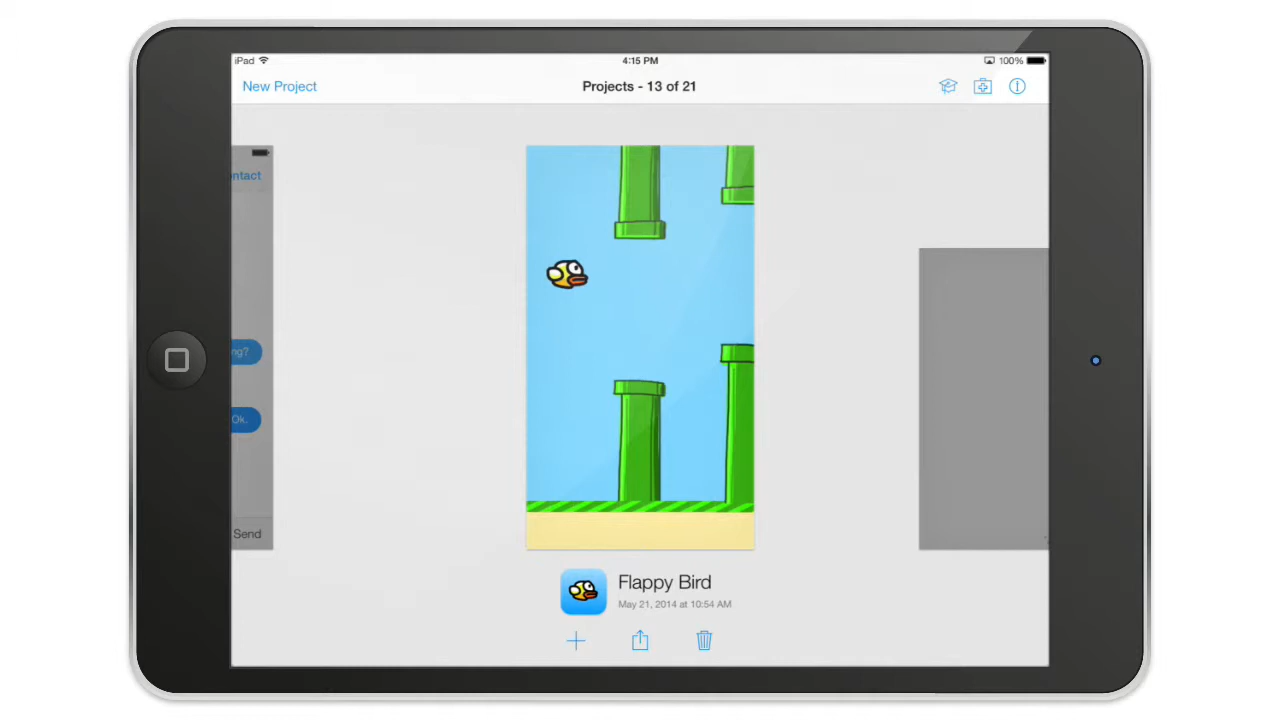 iPad 4:15 PM 100%
New Project Projects - 13 of 21
ntact
ng?
Ok.
Send
Flappy Bird
May 21, 2014 at 10:54 AM